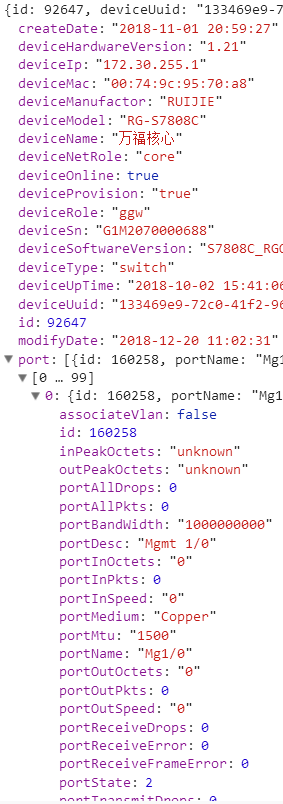 {id: 92647, deviceUuid: "133469e9-7
createDate: "2018-11-01 20:59:27"
deviceHardwareVersion: "1.21"
deviceIp: "172.30.255.1"
deviceMac: "00:74:9c:95:70:a8"
deviceManufactor: "RUIJIE"
deviceModel: "RG-S7808C"
deviceName: "万福核心"
deviceNetRole: "core"
deviceOnline: true
deviceProvision: "true"
deviceRole: "ggw"
deviceSn: "G1M2070000688"
deviceSoftwareVersion: "S7808C_RGO
deviceType: "switch"
deviceUpTime: "2018-10-02 15:41:06
deviceUuid: "133469e9-72c0-41f2-96
id: 92647
modifyDate: "2018-12-20 11:02:31"
port: [{id: 160258, portName: "Mg1
[0 … 99]
0: {id: 160258, portName: "Mg1
associateVlan: false
id: 160258
inPeakOctets: "unknown"
outPeakOctets: "unknown"
portAllDrops: 0
portAllPkts: 0
portBandWidth: "1000000000"
portDesc: "Mgmt 1/0"
portInOctets: "0"
portInPkts: 0
portInSpeed: "0"
portMedium: "Copper"
portMtu: "1500"
portName: "Mg1/0"
portOutOctets: "0"
portOutPkts: 0
portOutSpeed: "0"
portReceiveDrops: 0
portReceiveError: 0
portReceiveFrameError: 0
portState: 2
portTransmitDrops: 0